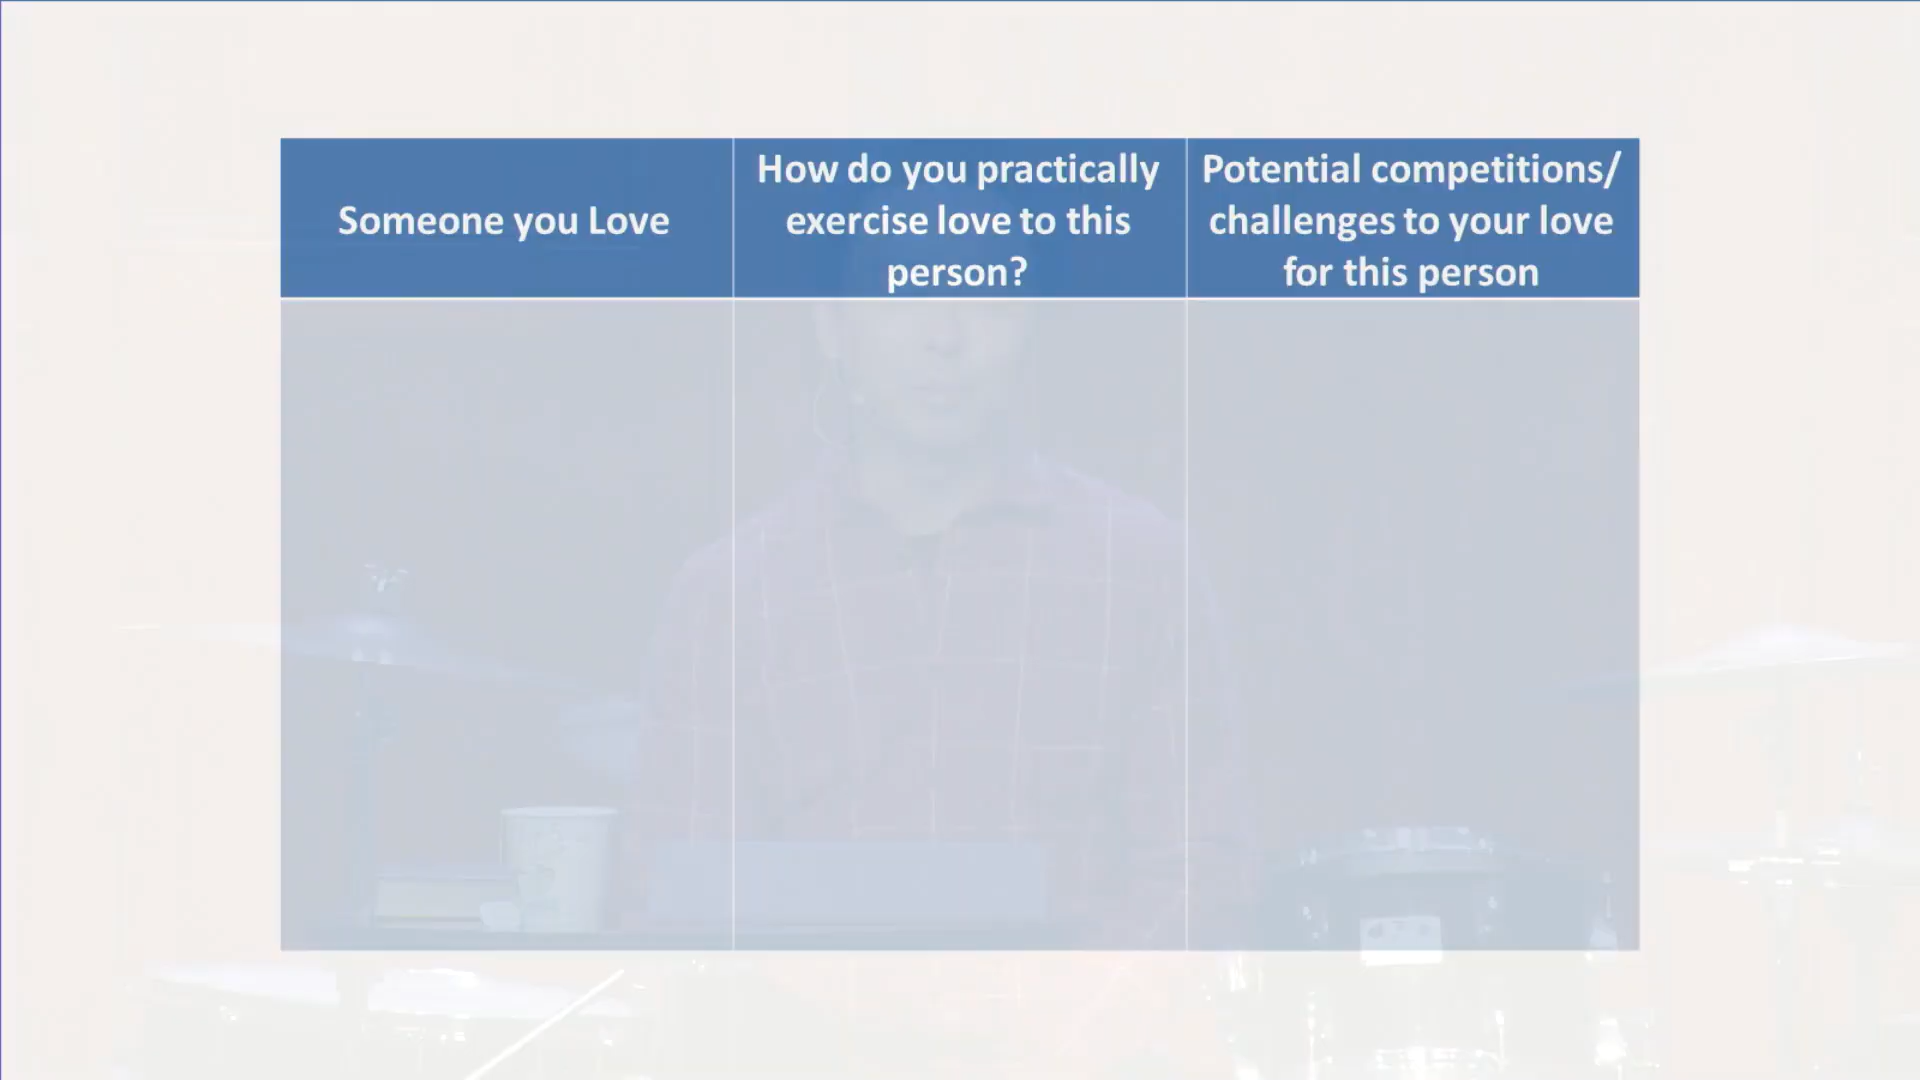 Someone you Love
How do you practically
exercise love to this
person?
Potential competitions/
challenges to your love
for this person